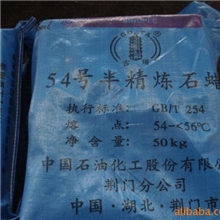 54号半精炼石蜡
执行标准: GB/T 254
熔 点: 54-<56℃
净含量: 50kg
中国石油化工股份有限公司
荆门分公司
中国·湖北·荆门市